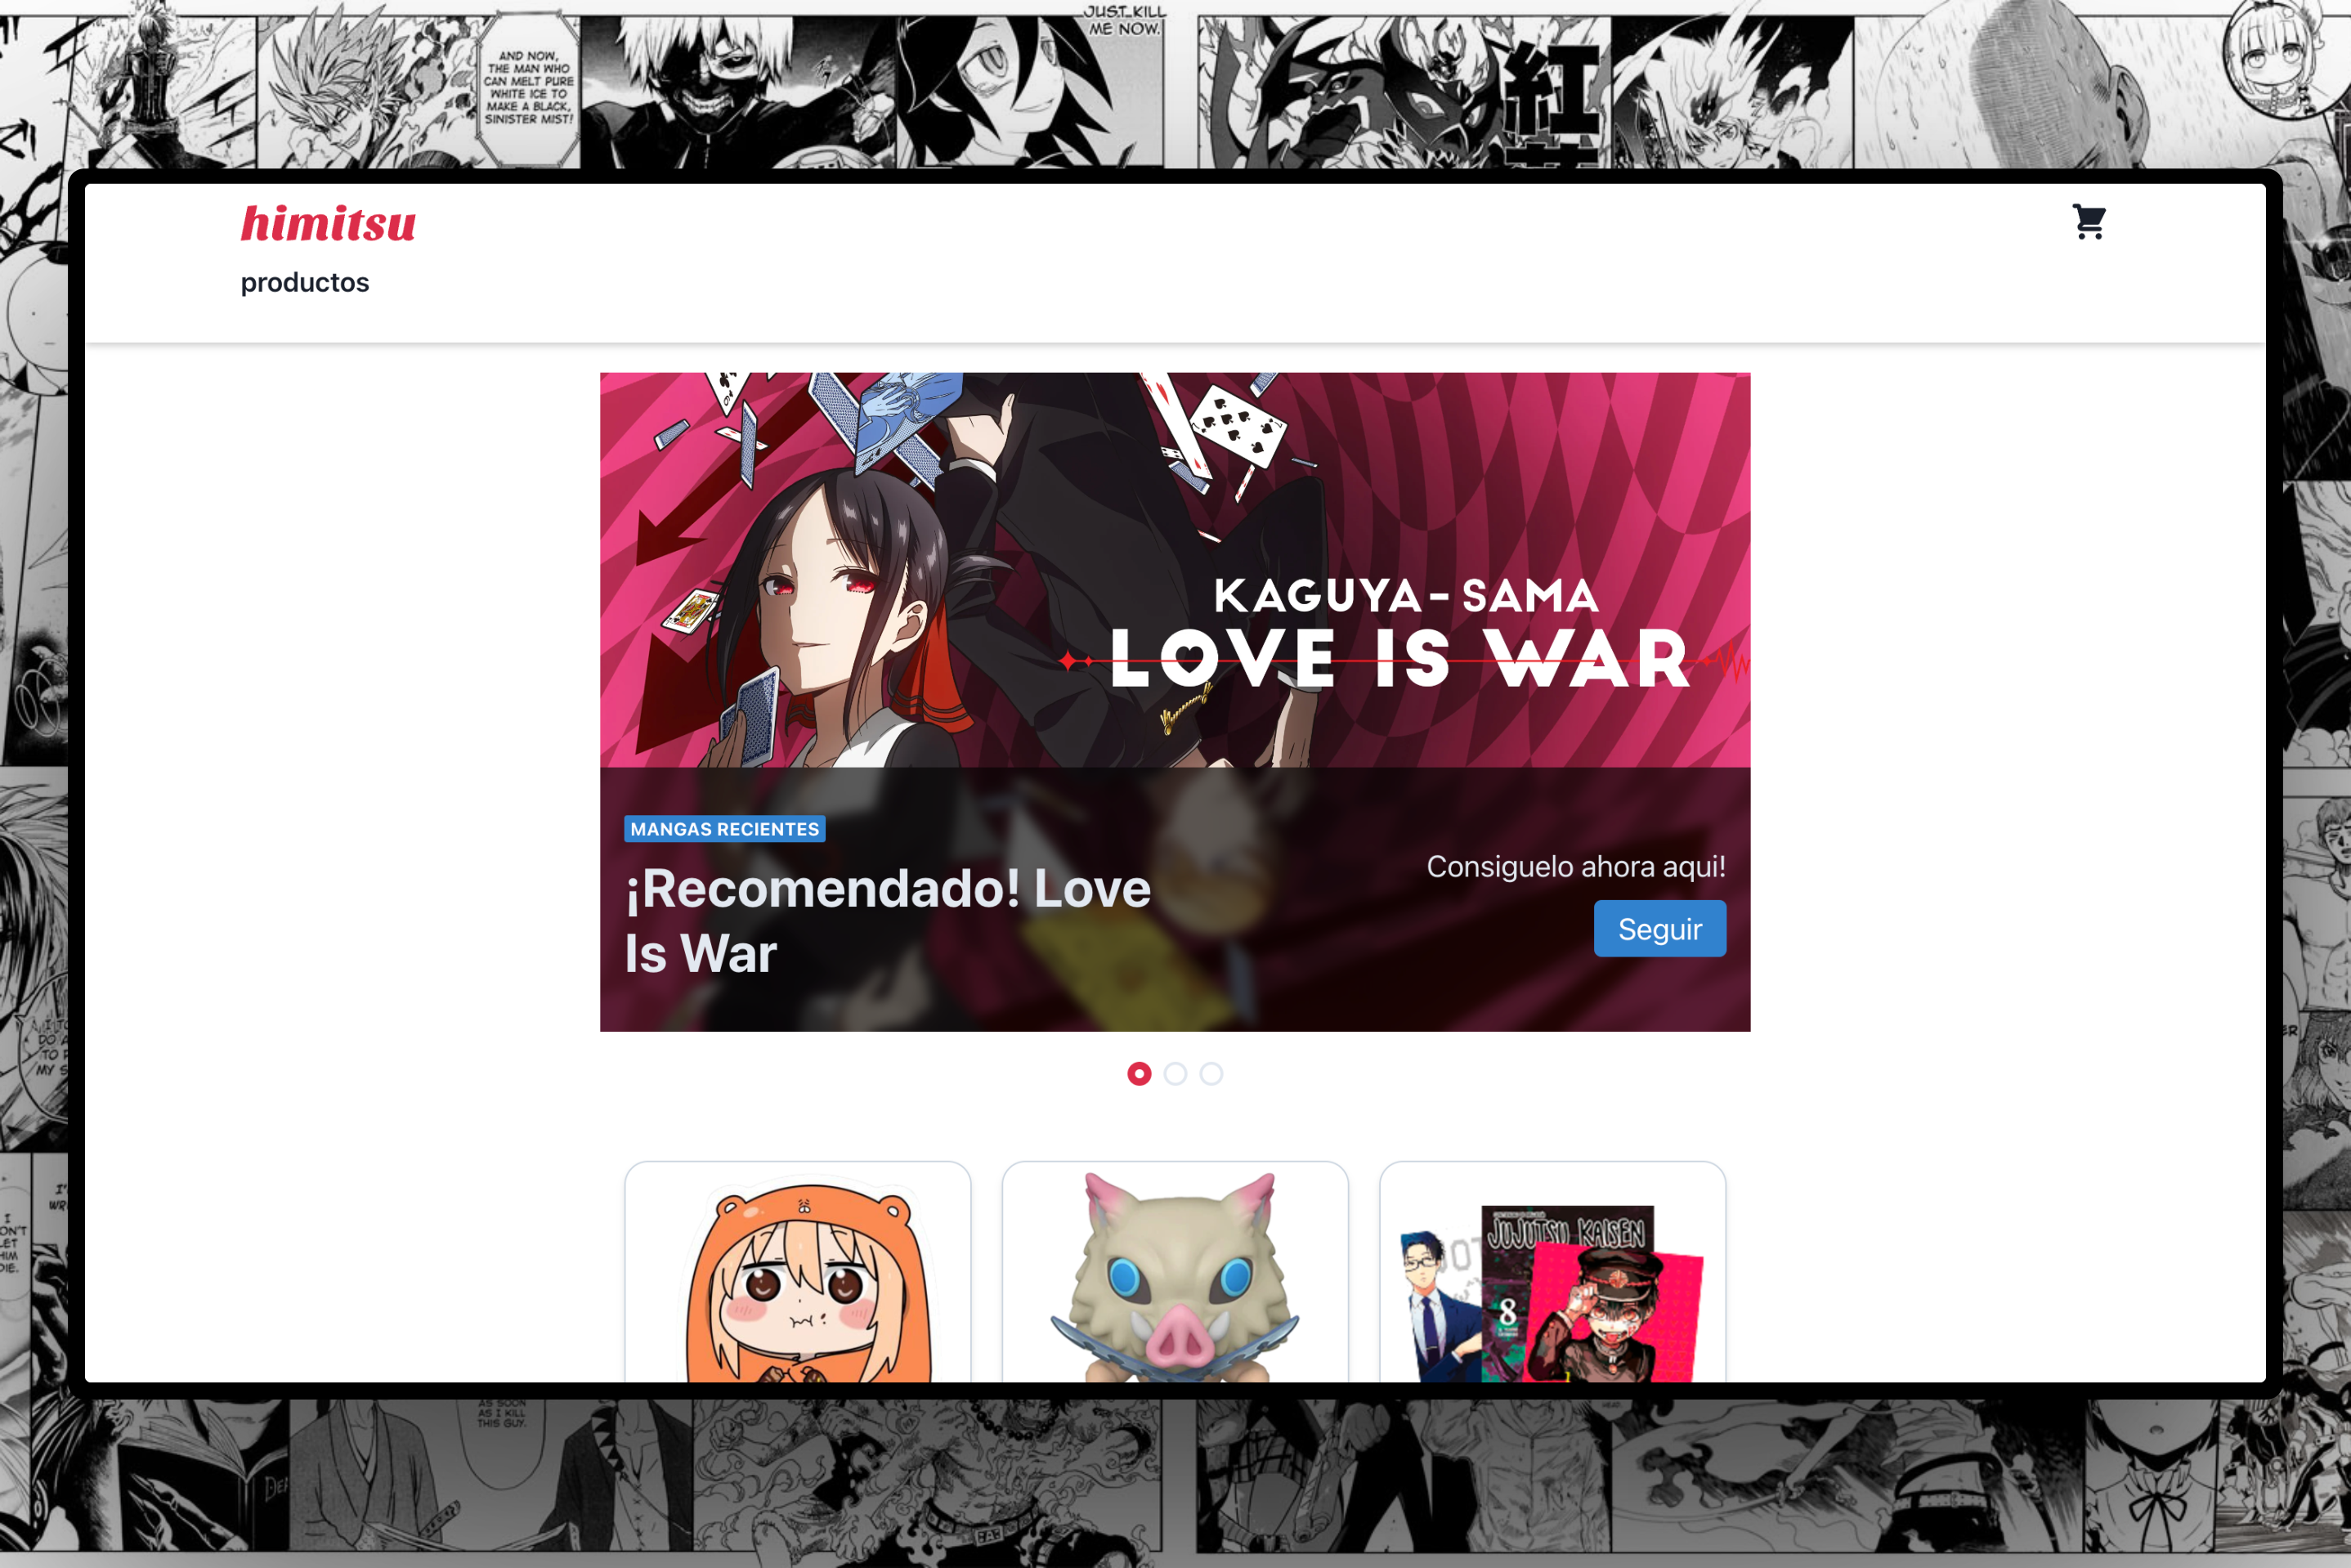 JUST KILL
ME NOW.
AND NOW,
THE MAN WHO
CAN MELT PURE
WHITE ICE TO
MAKE A BLACK,
SINISTER MIST!
紅
himitsu
productos
KAGUYA-SAMA
LOVE IS WAR
MANGAS RECIENTES
¡Recomendado! Love
Is War
Consiguelo ahora aqui!
Seguir
JUJUTSU KAISEN
8
AS SOON
AS I KILL
THIS GUY.